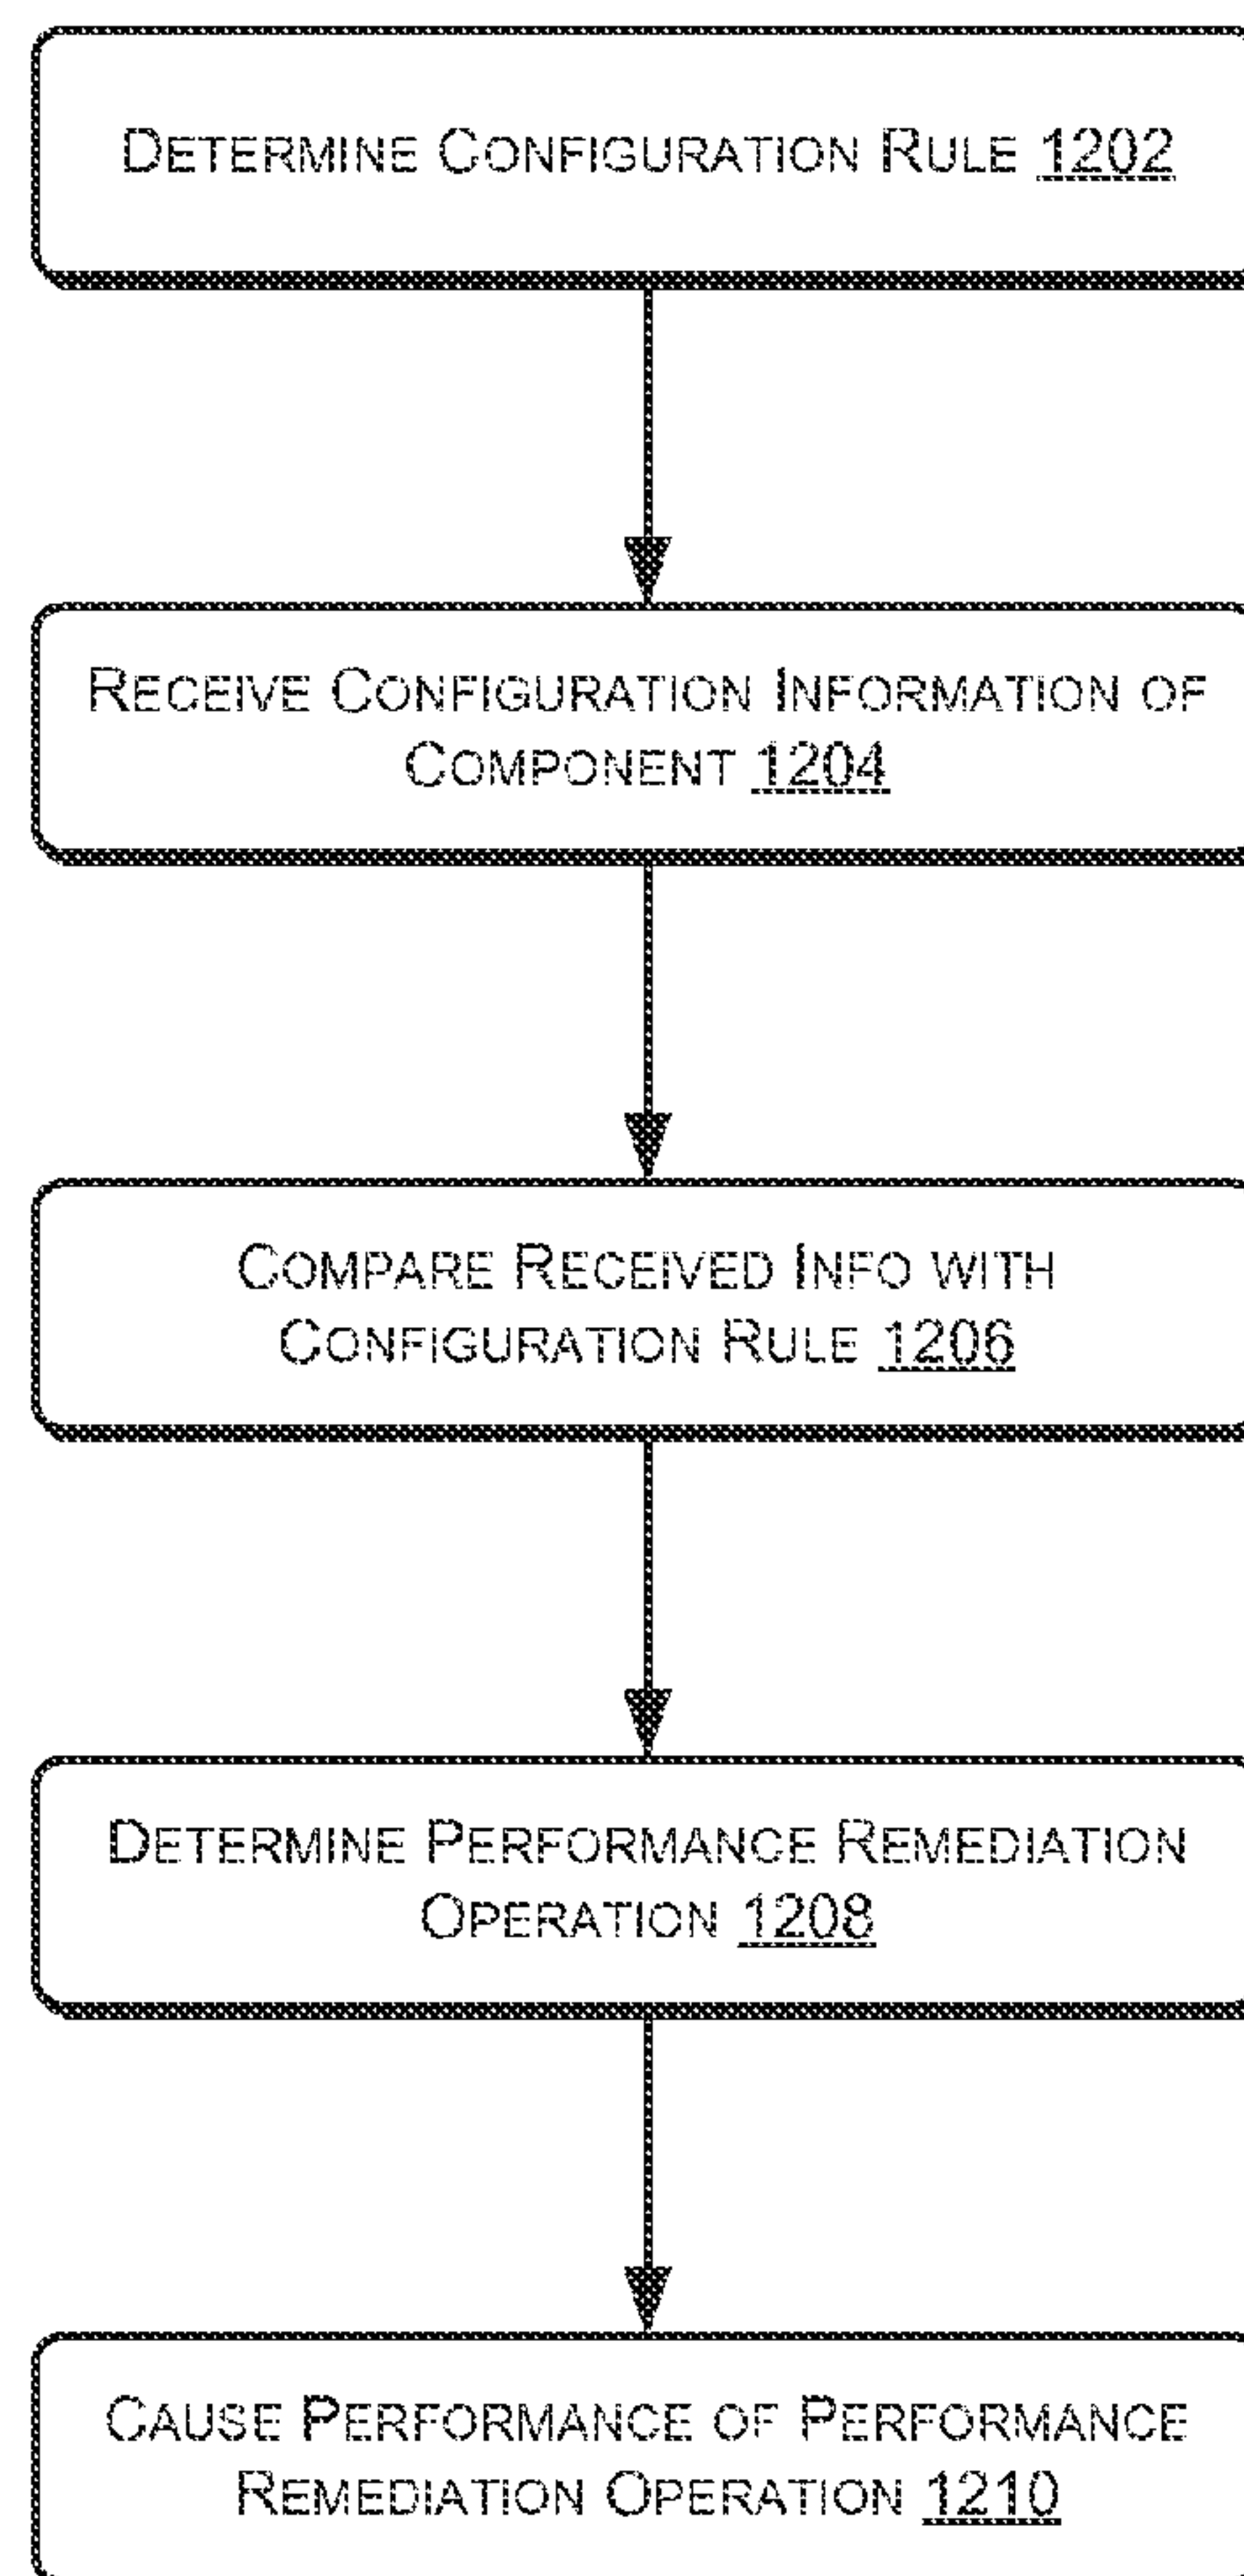 DETERMINE CONFIGURATION RULE 1202
RECEIVE CONFIGURATION INFORMATION OF
COMPONENT 1204
COMPARE RECEIVED INFO WITH
CONFIGURATION RULE 1206
DETERMINE PERFORMANCE REMEDIATION
OPERATION 1208
CAUSE PERFORMANCE OF PERFORMANCE
REMEDIATION OPERATION 1210